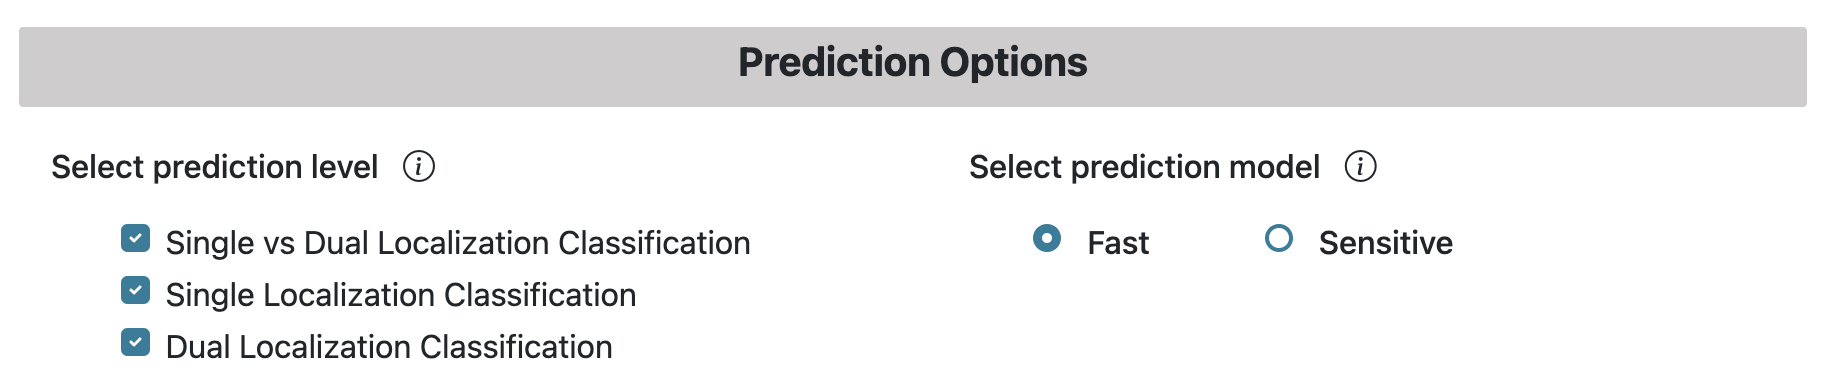 Prediction Options
Select prediction level
Single vs Dual Localization Classification
Single Localization Classification
Dual Localization Classification
Select prediction model
Fast
Sensitive